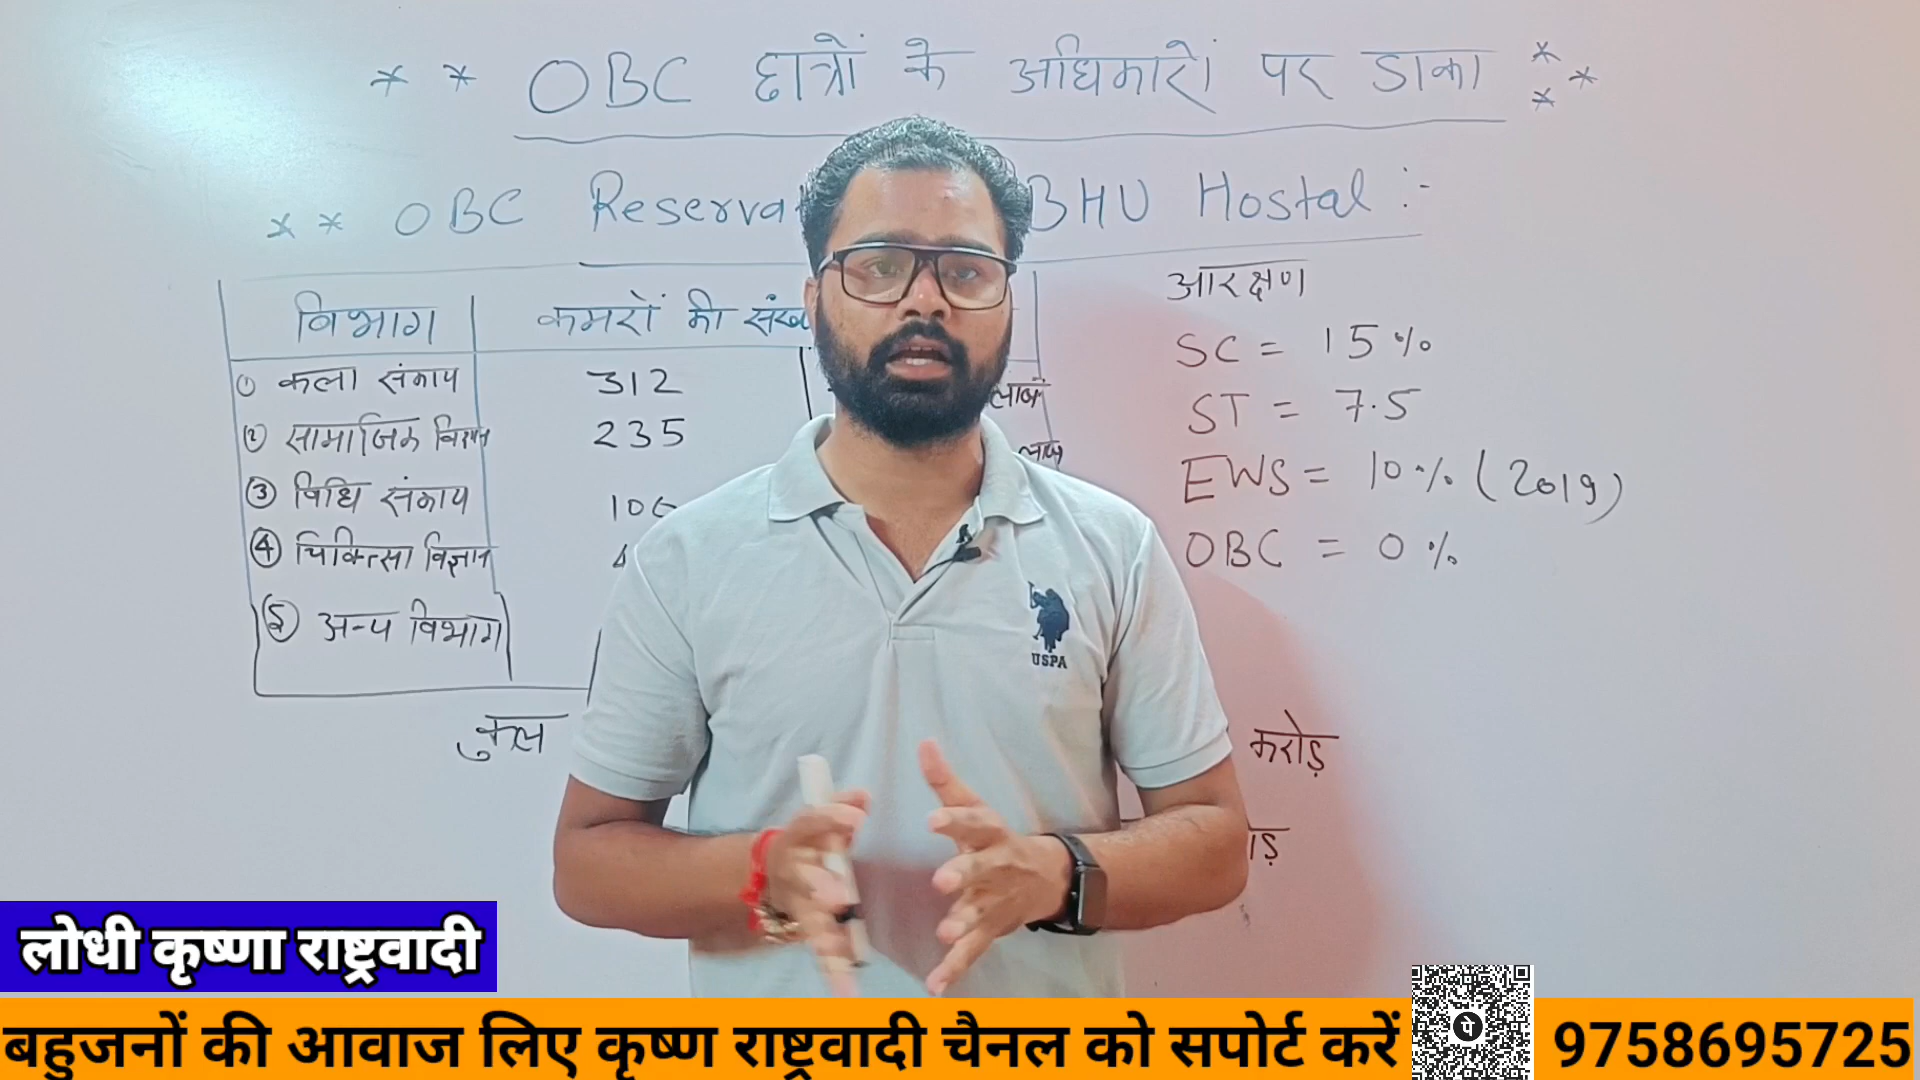 * * OBC छात्रों के अधिकारों पर डाका * * *
* * OBC Reserva BHU Hostal :-
विभाग कमरों की संख्य
① कला संकाय 312 लाख
② सामाजिक विज्ञान 235 लाख
③ विधि संकाय 106
④ चिकित्सा विज्ञान 4
⑤ अन्य विभाग
कुल करोड़
ोड़
आरक्षण
SC = 15%
ST = 7.5
EWS = 10% (2019)
OBC = 0%
USPA
लोधी कृष्णा राष्ट्रवादी
बहुजनों की आवाज लिए कृष्ण राष्ट्रवादी चैनल को सपोर्ट करें पे 9758695725